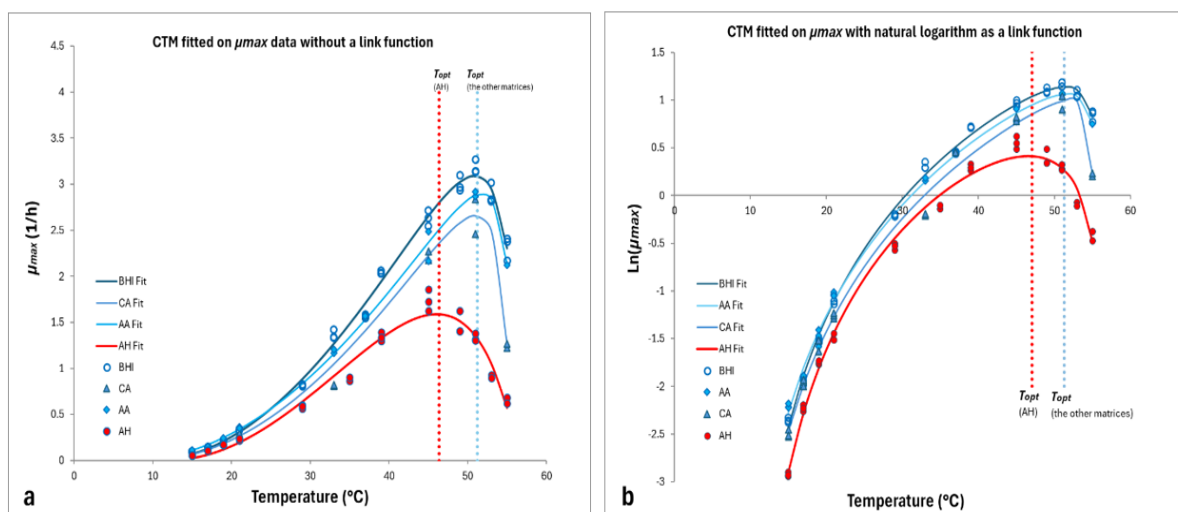 CTM fitted on μmax data without a link function
Topt
(AH)
Topt
(the other matrices)
4.5
4
3.5
3
2.5
2
1.5
1
0.5
0
μmax (1/h)
BHI Fit
CA Fit
AA Fit
AH Fit
BHI
CA
AA
AH
0 10 20 30 40 50 60
Temperature (°C)
a
CTM fitted on μmax with natural logarithm as a link function
1.5
1
0.5
0
-0.5
-1
-1.5
-2
-2.5
-3
Ln(μmax)
0 10 20 30 40 50 60
BHI Fit
AA Fit
CA Fit
AH Fit
BHI
AA
CA
AH
Topt
(AH)
Topt
(the other matrices)
Temperature (°C)
b